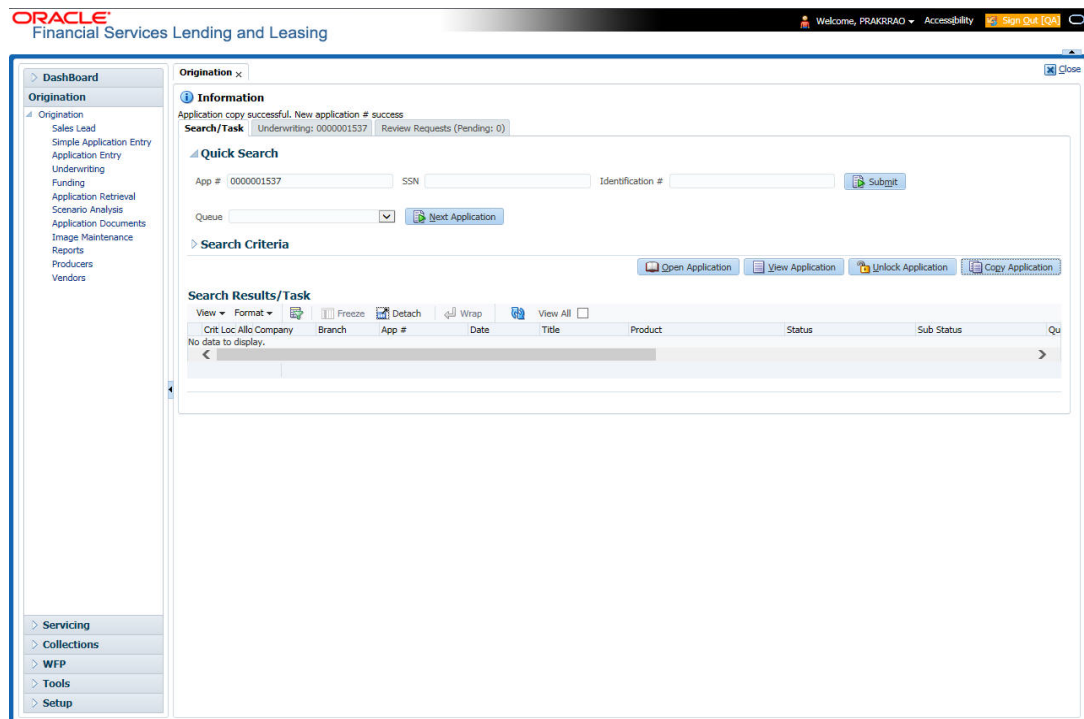 ORACLE
Financial Services Lending and Leasing
Welcome, PRAKRRAO Accessibility Sign Out [QA]
Close
DashBoard
Origination
Origination
Sales Lead
Simple Application Entry
Application Entry
Underwriting
Funding
Application Retrieval
Scenario Analysis
Application Documents
Image Maintenance
Reports
Producers
Vendors
Servicing
Collections
WFP
Tools
Setup
Origination
Information
Application copy successful. New application # success
Search/Task Underwriting: 0000001537 Review Requests (Pending: 0)
Quick Search
App # 0000001537 SSN Identification # Submit
Queue Next Application
Search Criteria
Open Application View Application Unlock Application Copy Application
Search Results/Task
View Format Freeze Detach Wrap View All
Crit Loc Allo Company Branch App # Date Title Product Status Sub Status Qu
No data to display.